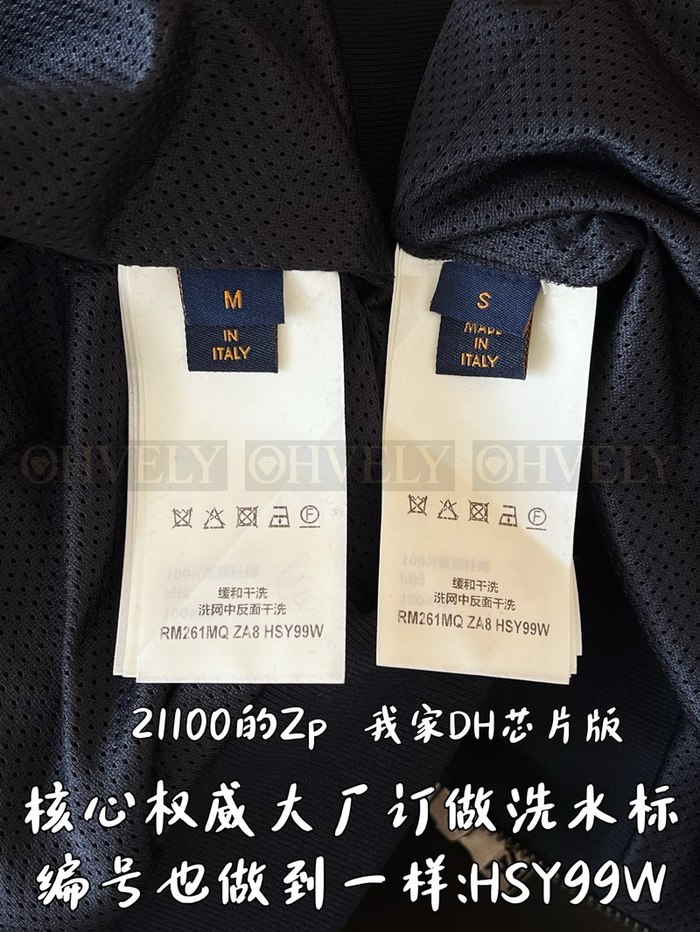 M
IN
ITALY
S
MADE
IN
ITALY
OHVELY OHVELY OHVELY
缓和干洗
洗网中反面干洗
RM261MQ ZA8 HSY99W
缓和干洗
洗网中反面干洗
RM261MQ ZA8 HSY99W
21100的Zp 我家DH芯片版
核心权威大厂订做洗水标
编号也做到一样:HSY99W